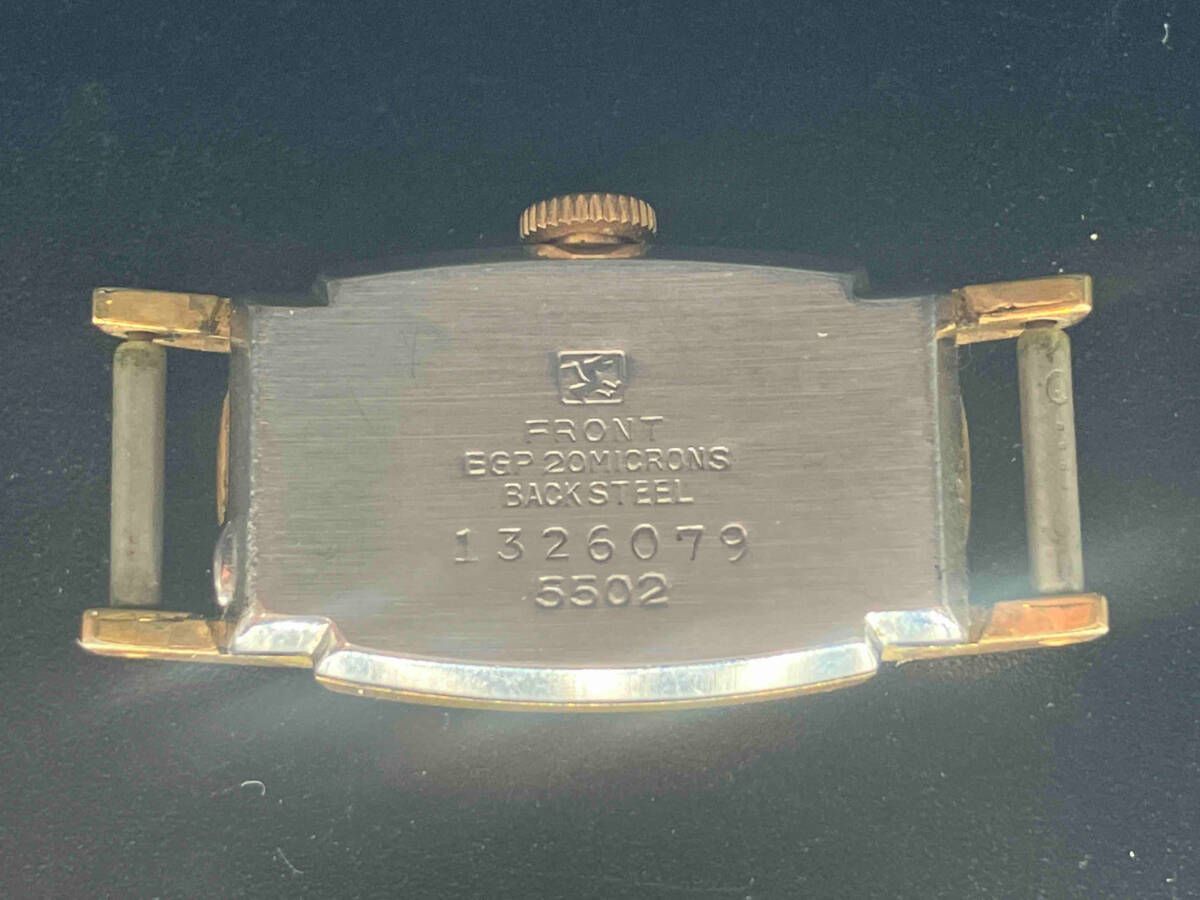 FRONT
EGP 20MICRONS
BACK STEEL
1326079
5502